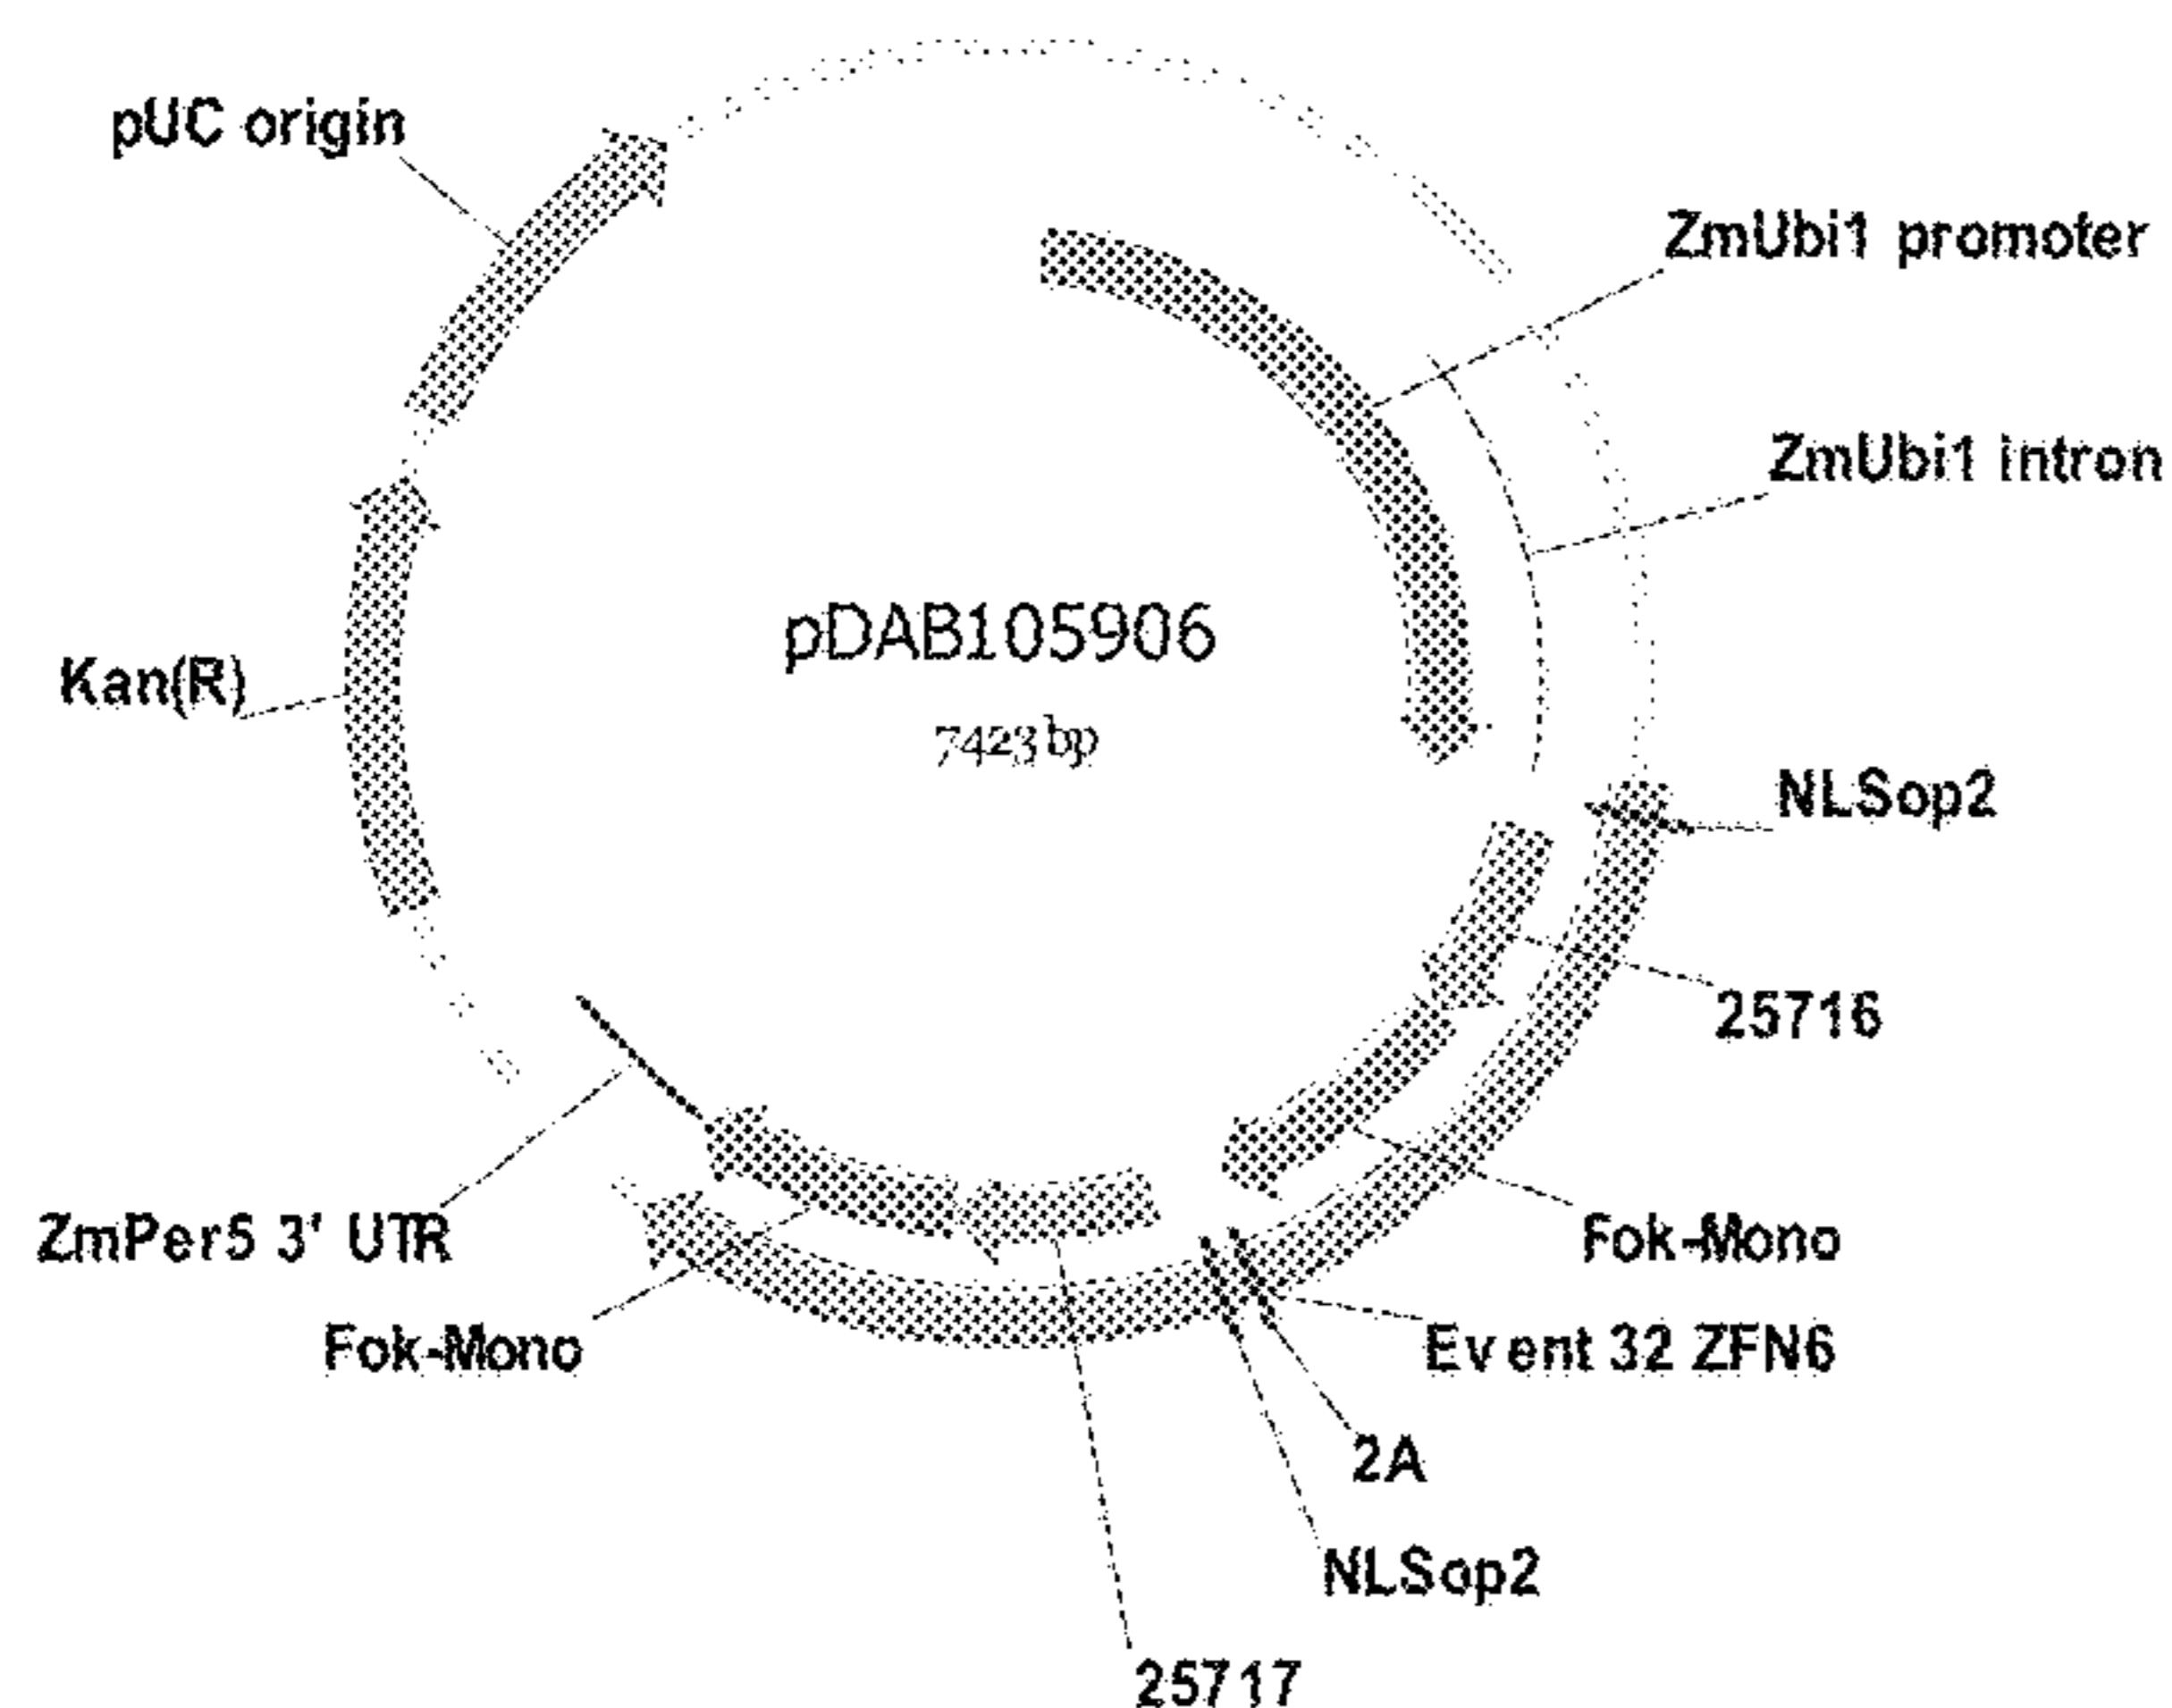 pUC origin
ZmUbi1 promoter
ZmUbi1 intron
pDAB105906
7423 bp
Kan(R)
NLSop2
25716
ZmPer5 3' UTR
Fok-Mono
Fok-Mono
Event 32 ZFN6
2A
NLSop2
25717